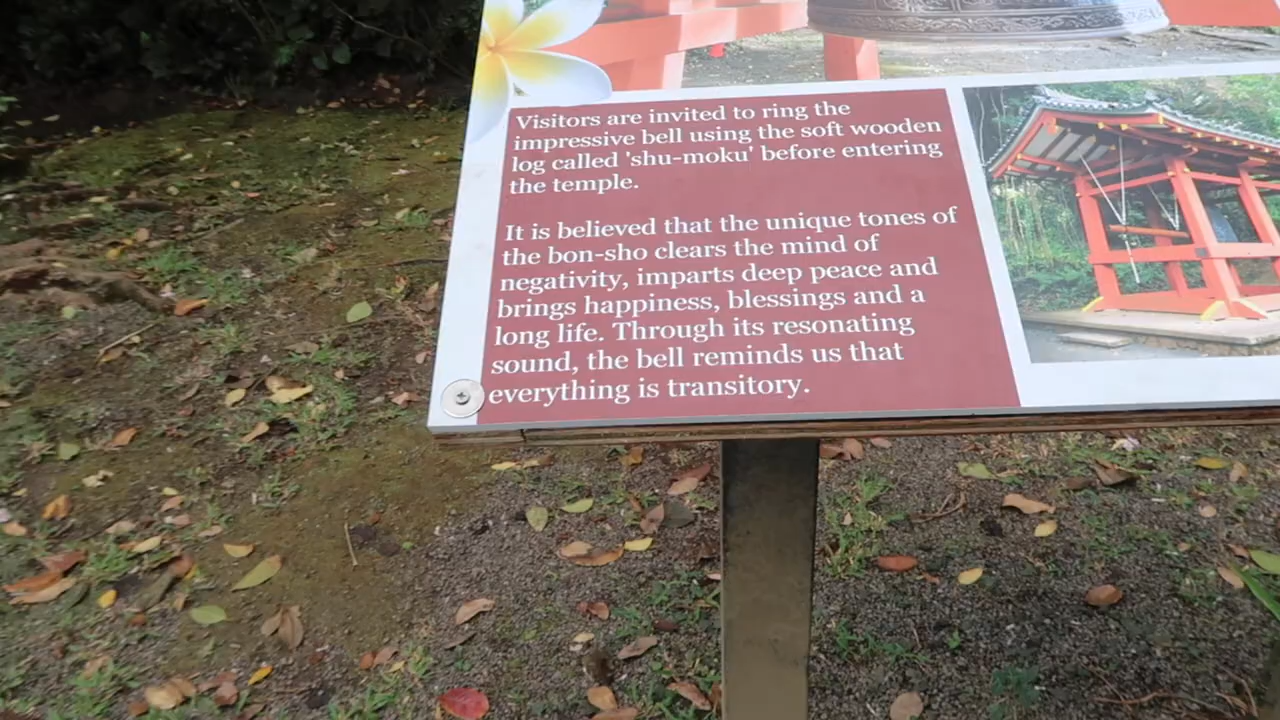 Visitors are invited to ring the
impressive bell using the soft wooden
log called 'shu-moku' before entering
the temple.
It is believed that the unique tones of
the bon-sho clears the mind of
negativity, imparts deep peace and
brings happiness, blessings and a
long life. Through its resonating
sound, the bell reminds us that
everything is transitory.